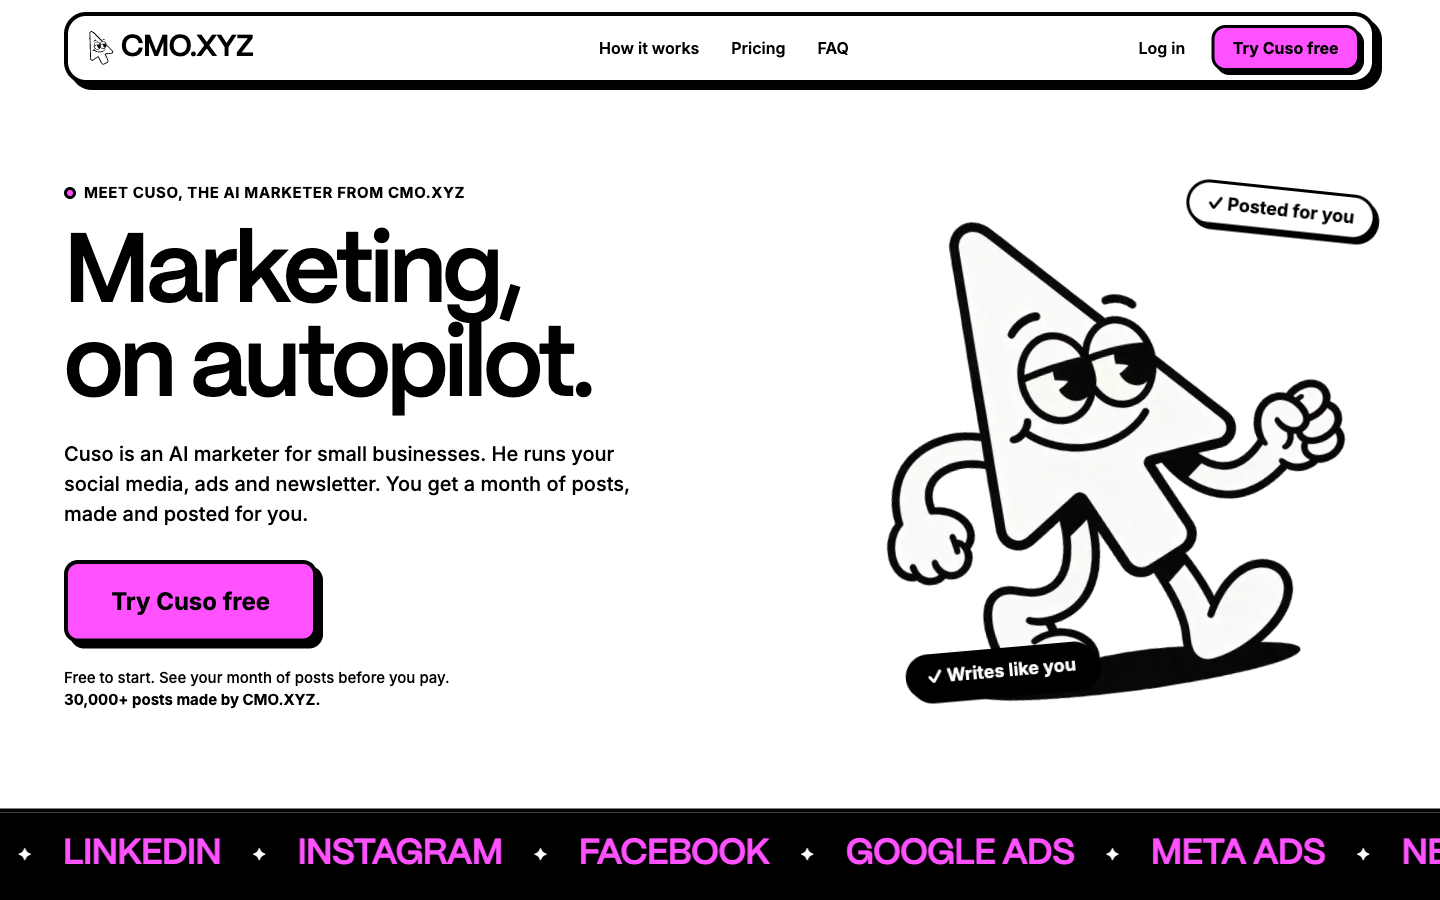 CMO.XYZ
How it works
Pricing
FAQ
Log in
Try Cuso free
MEET CUSO, THE AI MARKETER FROM CMO.XYZ
Marketing,
on autopilot.
Cuso is an AI marketer for small businesses. He runs your
social media, ads and newsletter. You get a month of posts,
made and posted for you.
Try Cuso free
Free to start. See your month of posts before you pay.
30,000+ posts made by CMO.XYZ.
✓ Posted for you
✓ Writes like you
LINKEDIN ✦ INSTAGRAM ✦ FACEBOOK ✦ GOOGLE ADS ✦ META ADS ✦